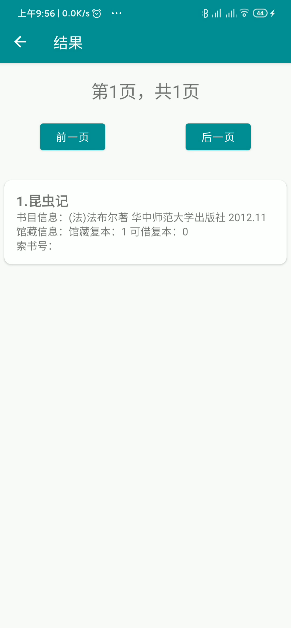 上午9:56 | 0.0K/s ...
44
结果
第1页，共1页
前一页 后一页
1.昆虫记
书目信息：(法)法布尔著 华中师范大学出版社 2012.11
馆藏信息：馆藏复本：1 可借复本：0
索书号：